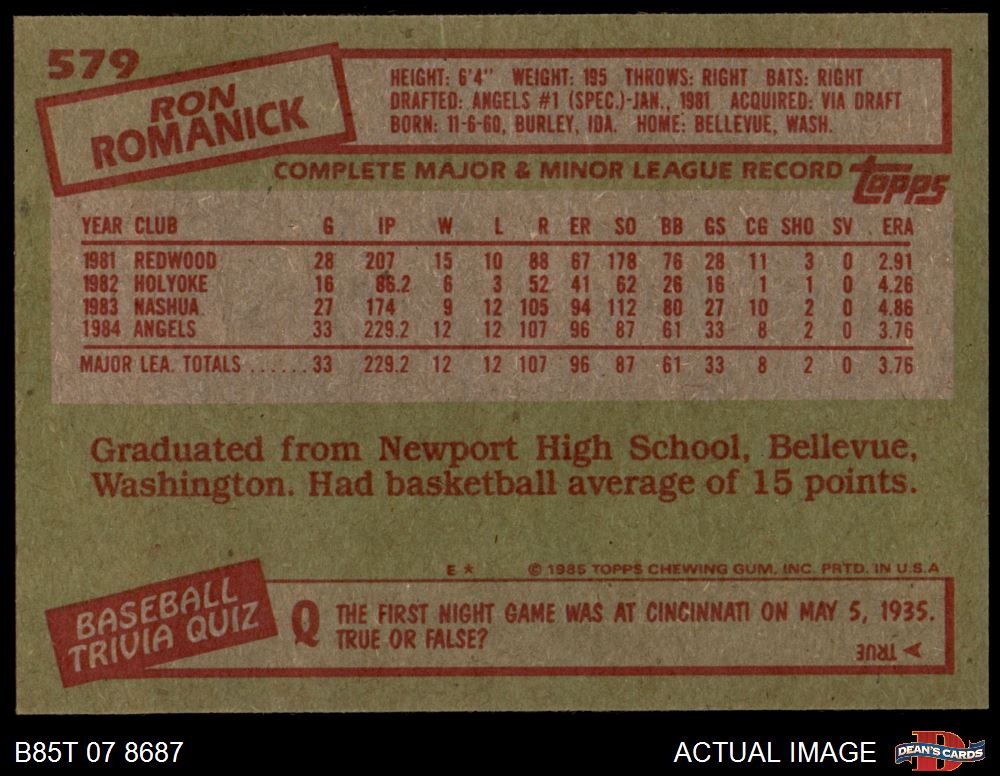 579
RON
ROMANICK
HEIGHT: 6'4" WEIGHT: 195 THROWS: RIGHT BATS: RIGHT
DRAFTED: ANGELS #1 (SPEC.)-JAN., 1981 ACQUIRED: VIA DRAFT
BORN: 11-6-60, BURLEY, IDA. HOME: BELLEVUE, WASH.
COMPLETE MAJOR & MINOR LEAGUE RECORD
Topps
YEAR CLUB G IP W L R ER SO BB GS CG SHO SV ERA
1981 REDWOOD 28 207 15 10 88 67 178 76 28 11 3 0 2.91
1982 HOLYOKE 16 86.2 6 3 52 41 62 26 16 1 1 0 4.26
1983 NASHUA 27 174 9 12 105 94 112 80 27 10 2 0 4.86
1984 ANGELS 33 229.2 12 12 107 96 87 61 33 8 2 0 3.76
MAJOR LEA. TOTALS ...... 33 229.2 12 12 107 96 87 61 33 8 2 0 3.76
Graduated from Newport High School, Bellevue,
Washington. Had basketball average of 15 points.
E * © 1985 TOPPS CHEWING GUM, INC. PRTD. IN U.S.A
BASEBALL
TRIVIA QUIZ
Q THE FIRST NIGHT GAME WAS AT CINCINNATI ON MAY 5, 1935.
TRUE OR FALSE?
A TRUE
B85T 07 8687
ACTUAL IMAGE
D
DEAN'S CARDS